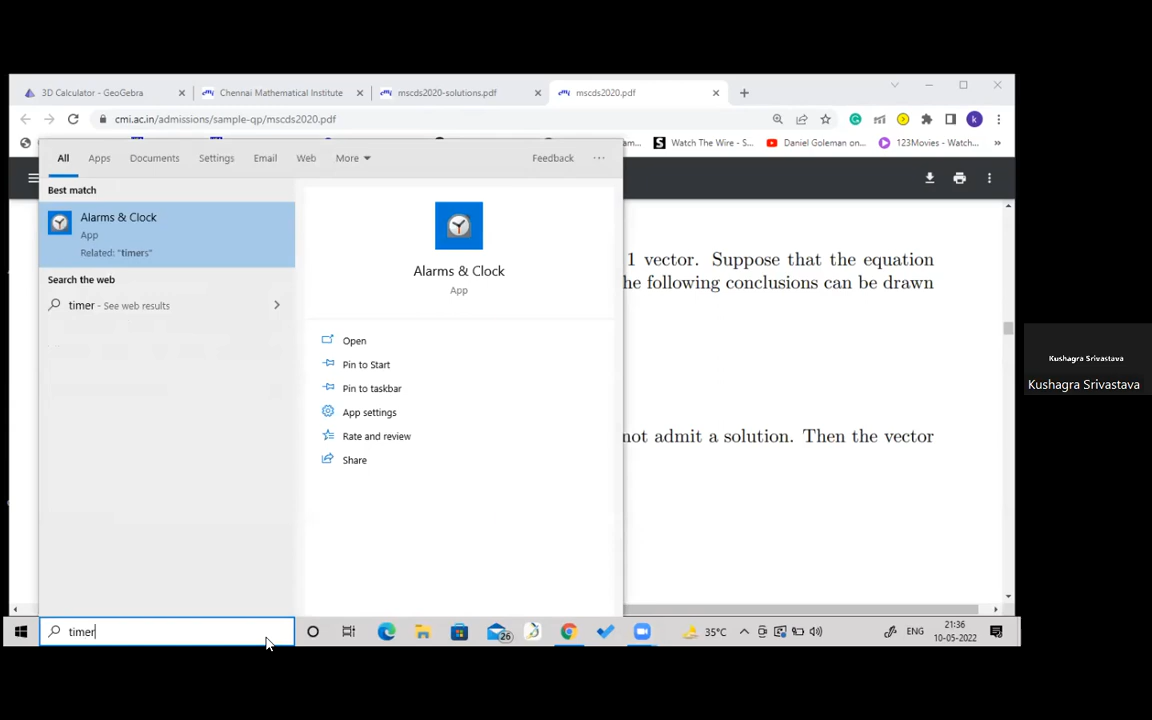 3D Calculator - GeoGebra
Chennai Mathematical Institute
mscds2020-solutions.pdf
mscds2020.pdf
cmi.ac.in/admissions/sample-qp/mscds2020.pdf
k
Watch The Wire - S...
Daniel Goleman on...
123Movies - Watch...
All Apps Documents Settings Email Web More Feedback
Best match
Alarms & Clock
App
Related: "timers"
Search the web
timer - See web results
Alarms & Clock
App
Open
Pin to Start
Pin to taskbar
App settings
Rate and review
Share
1 vector. Suppose that the equation
he following conclusions can be drawn
not admit a solution. Then the vector
Kushagra Srivastava
Kushagra Srivastava
timer
26
35°C
ENG
21:36
10-05-2022